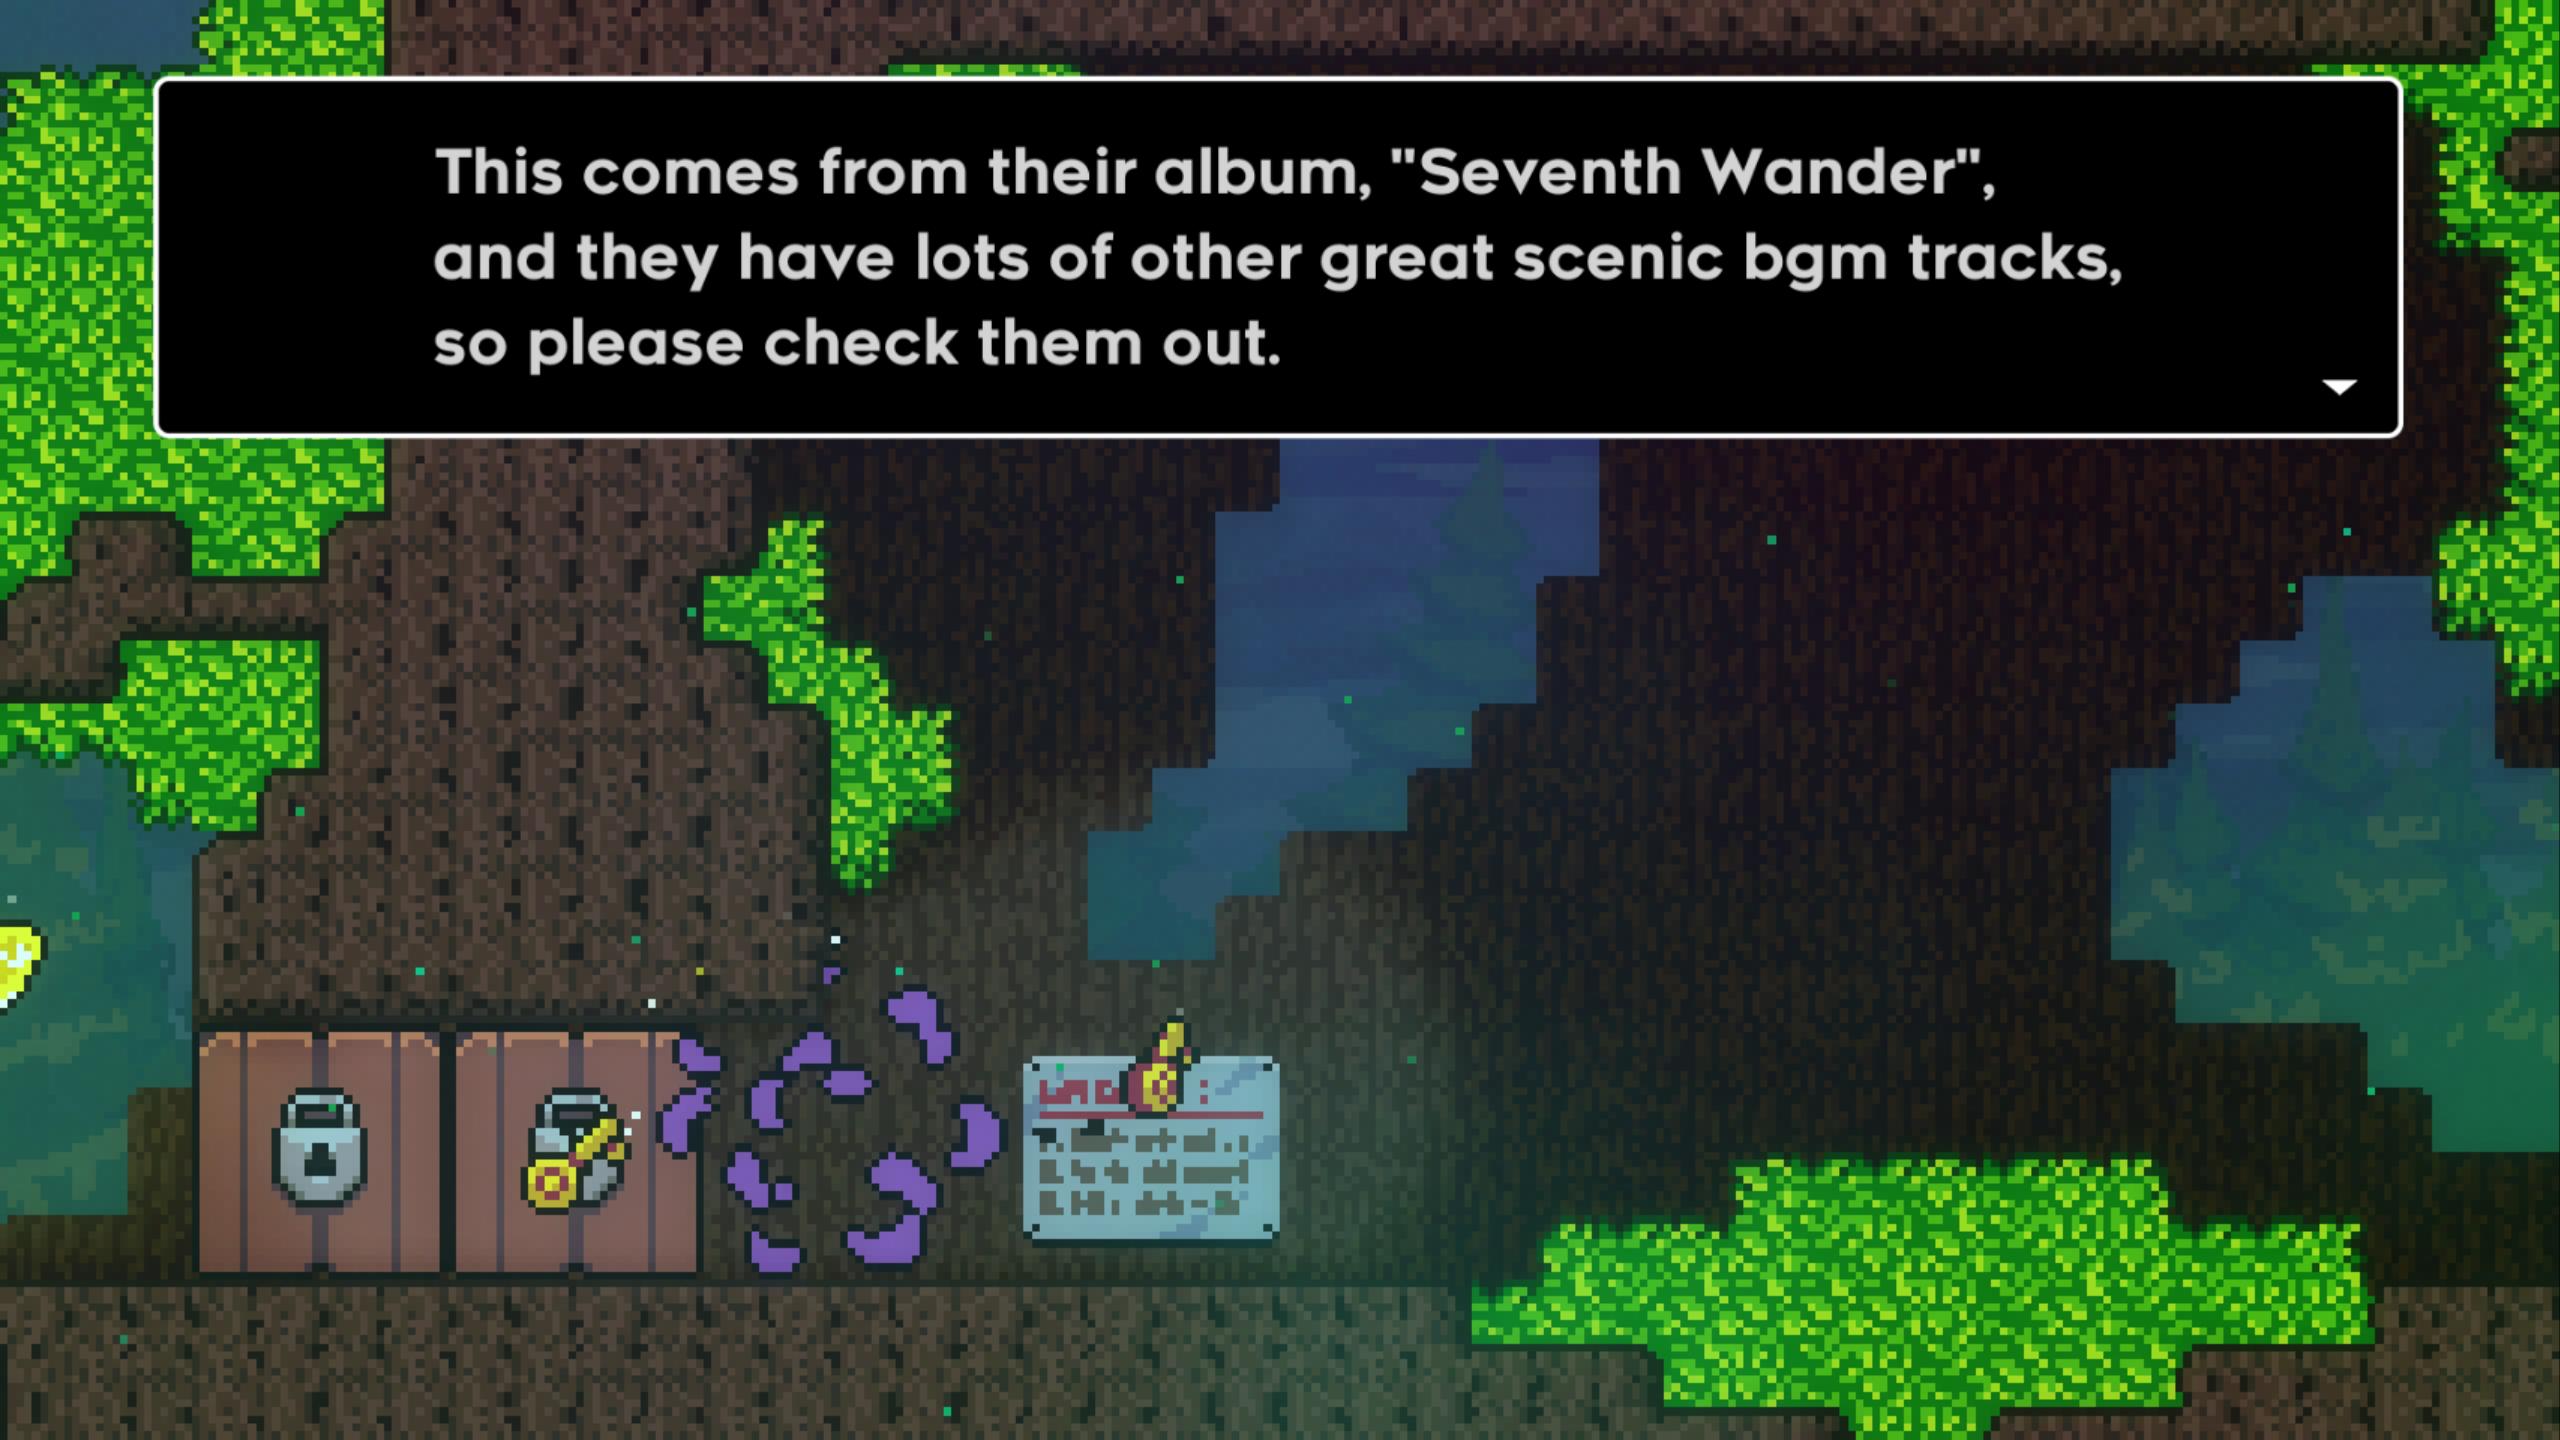 This comes from their album, "Seventh Wander",
and they have lots of other great scenic bgm tracks,
so please check them out.